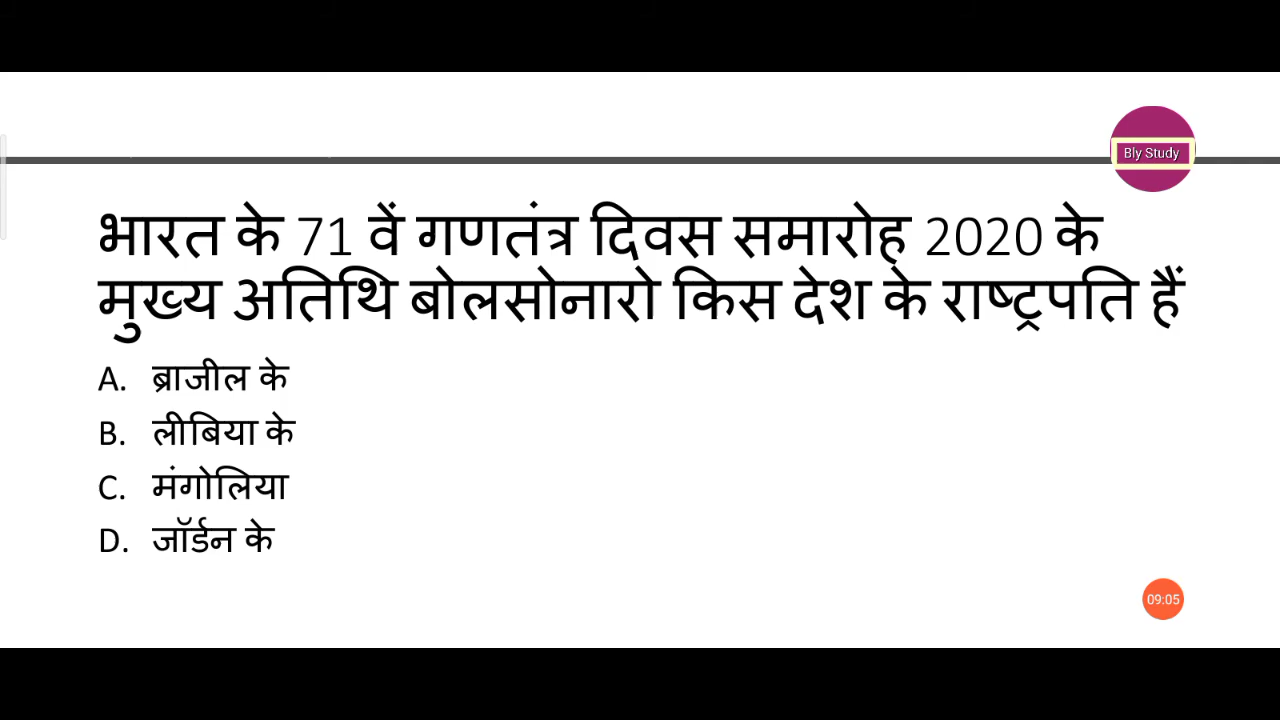 Bly Study
भारत के 71 वें गणतंत्र दिवस समारोह 2020 के
मुख्य अतिथि बोलसोनारो किस देश के राष्ट्रपति हैं
A. ब्राजील के
B. लीबिया के
C. मंगोलिया
D. जॉर्डन के
09:05